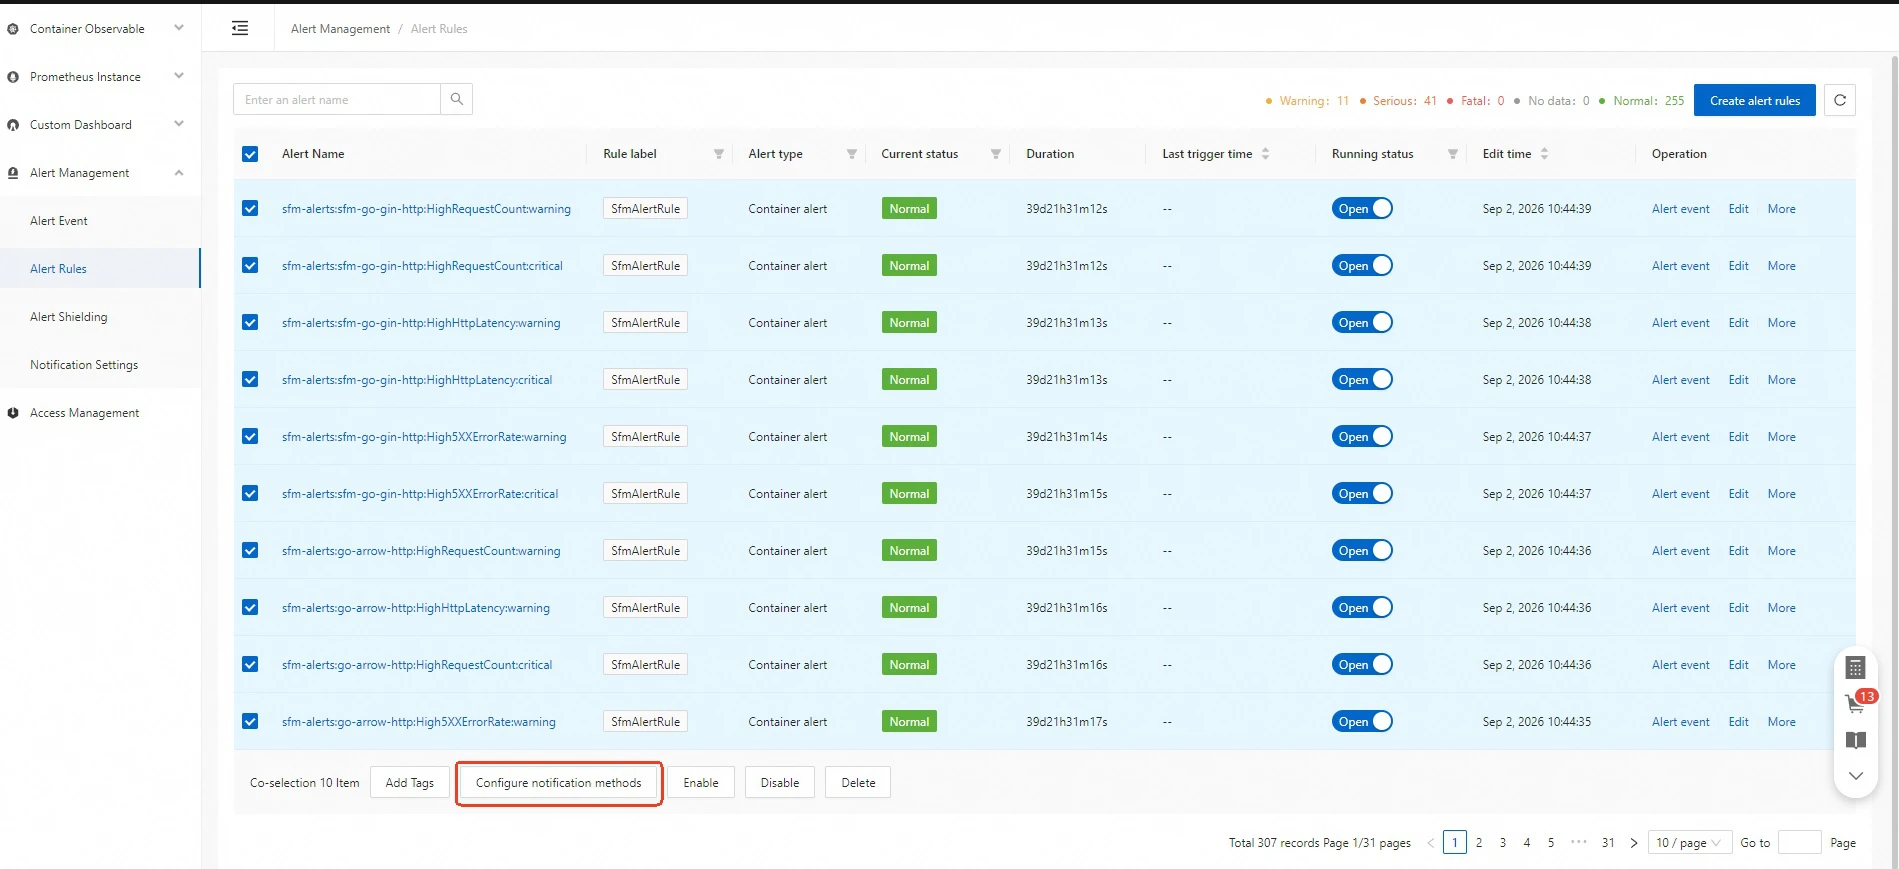 Container Observable
Prometheus Instance
Custom Dashboard
Alert Management
Alert Event
Alert Rules
Alert Shielding
Notification Settings
Access Management
Alert Management / Alert Rules
Enter an alert name
Warning: 11 Serious: 41 Fatal: 0 No data: 0 Normal: 255 Create alert rules
Alert Name Rule label Alert type Current status Duration Last trigger time Running status Edit time Operation
sfm-alerts:sfm-go-gin-http:HighRequestCount:warning SfmAlertRule Container alert Normal 39d21h31m12s -- Open Sep 2, 2026 10:44:39 Alert event Edit More
sfm-alerts:sfm-go-gin-http:HighRequestCount:critical SfmAlertRule Container alert Normal 39d21h31m12s -- Open Sep 2, 2026 10:44:39 Alert event Edit More
sfm-alerts:sfm-go-gin-http:HighHttpLatency:warning SfmAlertRule Container alert Normal 39d21h31m13s -- Open Sep 2, 2026 10:44:38 Alert event Edit More
sfm-alerts:sfm-go-gin-http:HighHttpLatency:critical SfmAlertRule Container alert Normal 39d21h31m13s -- Open Sep 2, 2026 10:44:38 Alert event Edit More
sfm-alerts:sfm-go-gin-http:High5XXErrorRate:warning SfmAlertRule Container alert Normal 39d21h31m14s -- Open Sep 2, 2026 10:44:37 Alert event Edit More
sfm-alerts:sfm-go-gin-http:High5XXErrorRate:critical SfmAlertRule Container alert Normal 39d21h31m15s -- Open Sep 2, 2026 10:44:37 Alert event Edit More
sfm-alerts:go-arrow-http:HighRequestCount:warning SfmAlertRule Container alert Normal 39d21h31m15s -- Open Sep 2, 2026 10:44:36 Alert event Edit More
sfm-alerts:go-arrow-http:HighHttpLatency:warning SfmAlertRule Container alert Normal 39d21h31m16s -- Open Sep 2, 2026 10:44:36 Alert event Edit More
sfm-alerts:go-arrow-http:HighRequestCount:critical SfmAlertRule Container alert Normal 39d21h31m16s -- Open Sep 2, 2026 10:44:36 Alert event Edit More
sfm-alerts:go-arrow-http:High5XXErrorRate:warning SfmAlertRule Container alert Normal 39d21h31m17s -- Open Sep 2, 2026 10:44:35 Alert event Edit More
13
Co-selection 10 Item Add Tags Configure notification methods Enable Disable Delete
Total 307 records Page 1/31 pages < 1 2 3 4 5 ••• 31 > 10 / page Go to Page